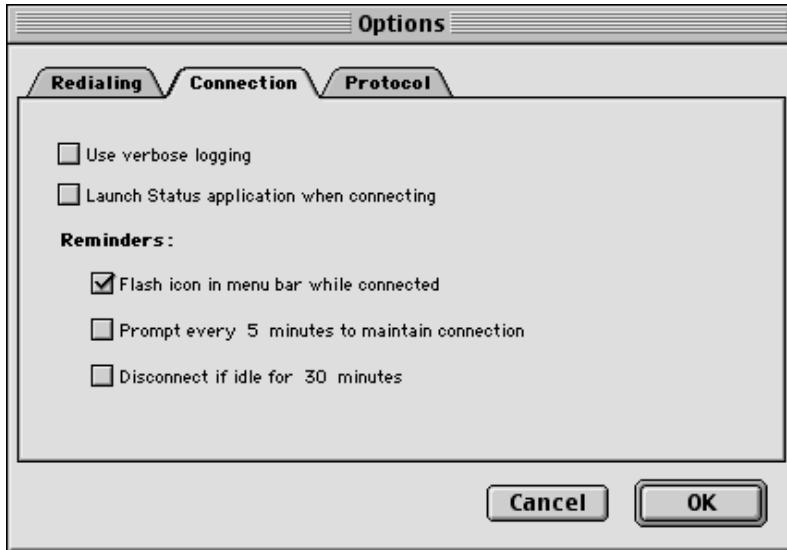 Options
Redialing Connection Protocol
Use verbose logging
Launch Status application when connecting
Reminders:
Flash icon in menu bar while connected
Prompt every 5 minutes to maintain connection
Disconnect if idle for 30 minutes
Cancel OK